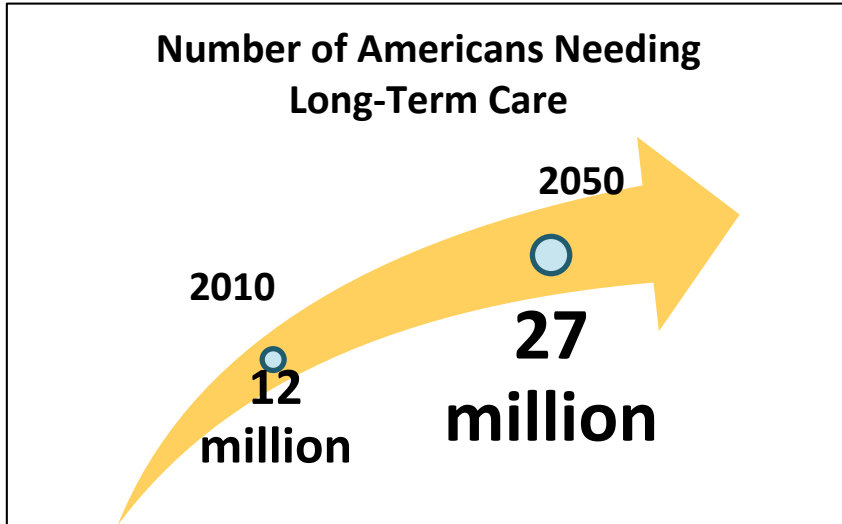 Number of Americans Needing
Long-Term Care
2050
2010
27
million
12
million